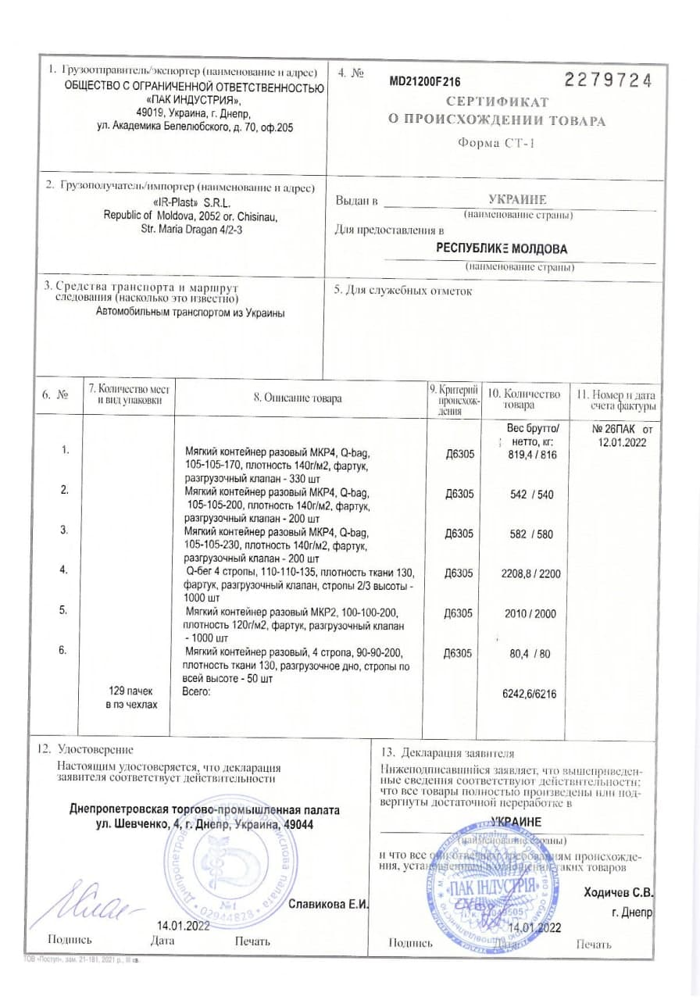 1. Грузоотправитель/экспортер (наименование и адрес)
ОБЩЕСТВО С ОГРАНИЧЕННОЙ ОТВЕТСТВЕННОСТЬЮ
«ПАК ИНДУСТРИЯ»,
49019, Украина, г. Днепр,
ул. Академика Белелюбского, д. 70, оф.205
4. №
MD21200F216
2279724
СЕРТИФИКАТ
О ПРОИСХОЖДЕНИИ ТОВАРА
Форма СТ-1
2. Грузополучатель/импортер (наименование и адрес)
«IR-Plast» S.R.L.
Republic of Moldova, 2052 or. Chisinau,
Str. Maria Dragan 4/2-3
Выдан в УКРАИНЕ
(наименование страны)
Для предоставления в
РЕСПУБЛИКЕ МОЛДОВА
(наименование страны)
3. Средства транспорта и маршрут
следования (насколько это известно)
Автомобильным транспортом из Украины
5. Для служебных отметок
6. №
7. Количество мест
и вид упаковки
8. Описание товара
9. Критерий
происхож-
дения
10. Количество
товара
11. Номер и дата
счета фактуры
Вес брутто/
нетто, кг:
№ 26ПАК от
12.01.2022
1.
Мягкий контейнер разовый МКР4, Q-bag,
105-105-170, плотность 140г/м2, фартук,
разгрузочный клапан - 330 шт
Д6305
819,4 / 816
2.
Мягкий контейнер разовый МКР4, Q-bag,
105-105-200, плотность 140г/м2, фартук,
разгрузочный клапан - 200 шт
Д6305
542 / 540
3.
Мягкий контейнер разовый МКР4, Q-bag,
105-105-230, плотность 140г/м2, фартук,
разгрузочный клапан - 200 шт
Д6305
582 / 580
4.
Q-бег 4 стропы, 110-110-135, плотность ткани 130,
фартук, разгрузочный клапан, стропы 2/3 высоты -
1000 шт
Д6305
2208,8 / 2200
5.
Мягкий контейнер разовый МКР2, 100-100-200,
плотность 120г/м2, фартук, разгрузочный клапан
- 1000 шт
Д6305
2010 / 2000
6.
Мягкий контейнер разовый, 4 стропа, 90-90-200,
плотность ткани 130, разгрузочное дно, стропы по
всей высоте - 50 шт
Д6305
80,4 / 80
129 пачек
в пэ чехлах
Всего:
6242,6/6216
12. Удостоверение
Настоящим удостоверяется, что декларация
заявителя соответствует действительности
Днепропетровская торгово-промышленная палата
ул. Шевченко, 4, г. Днепр, Украина, 49044
№1
02944828
Славикова Е.И.
14.01.2022
Подпись Дата Печать
13. Декларация заявителя
Нижеподписавшийся заявляет, что вышеприведен-
ные сведения соответствуют действительности:
что все товары полностью произведены или под-
вергнуты достаточной переработке в
УКРАИНЕ
(наименование страны)
и что все они отвечают требованиям происхожде-
ния, установленным в отношении таких товаров
«ПАК ІНДУСТРІЯ»
Ходичев С.В.
г. Днепр
14.01.2022
Подпись Дата Печать
ТОВ «Поступ», зам. 21-181, 2021 р., III кв.